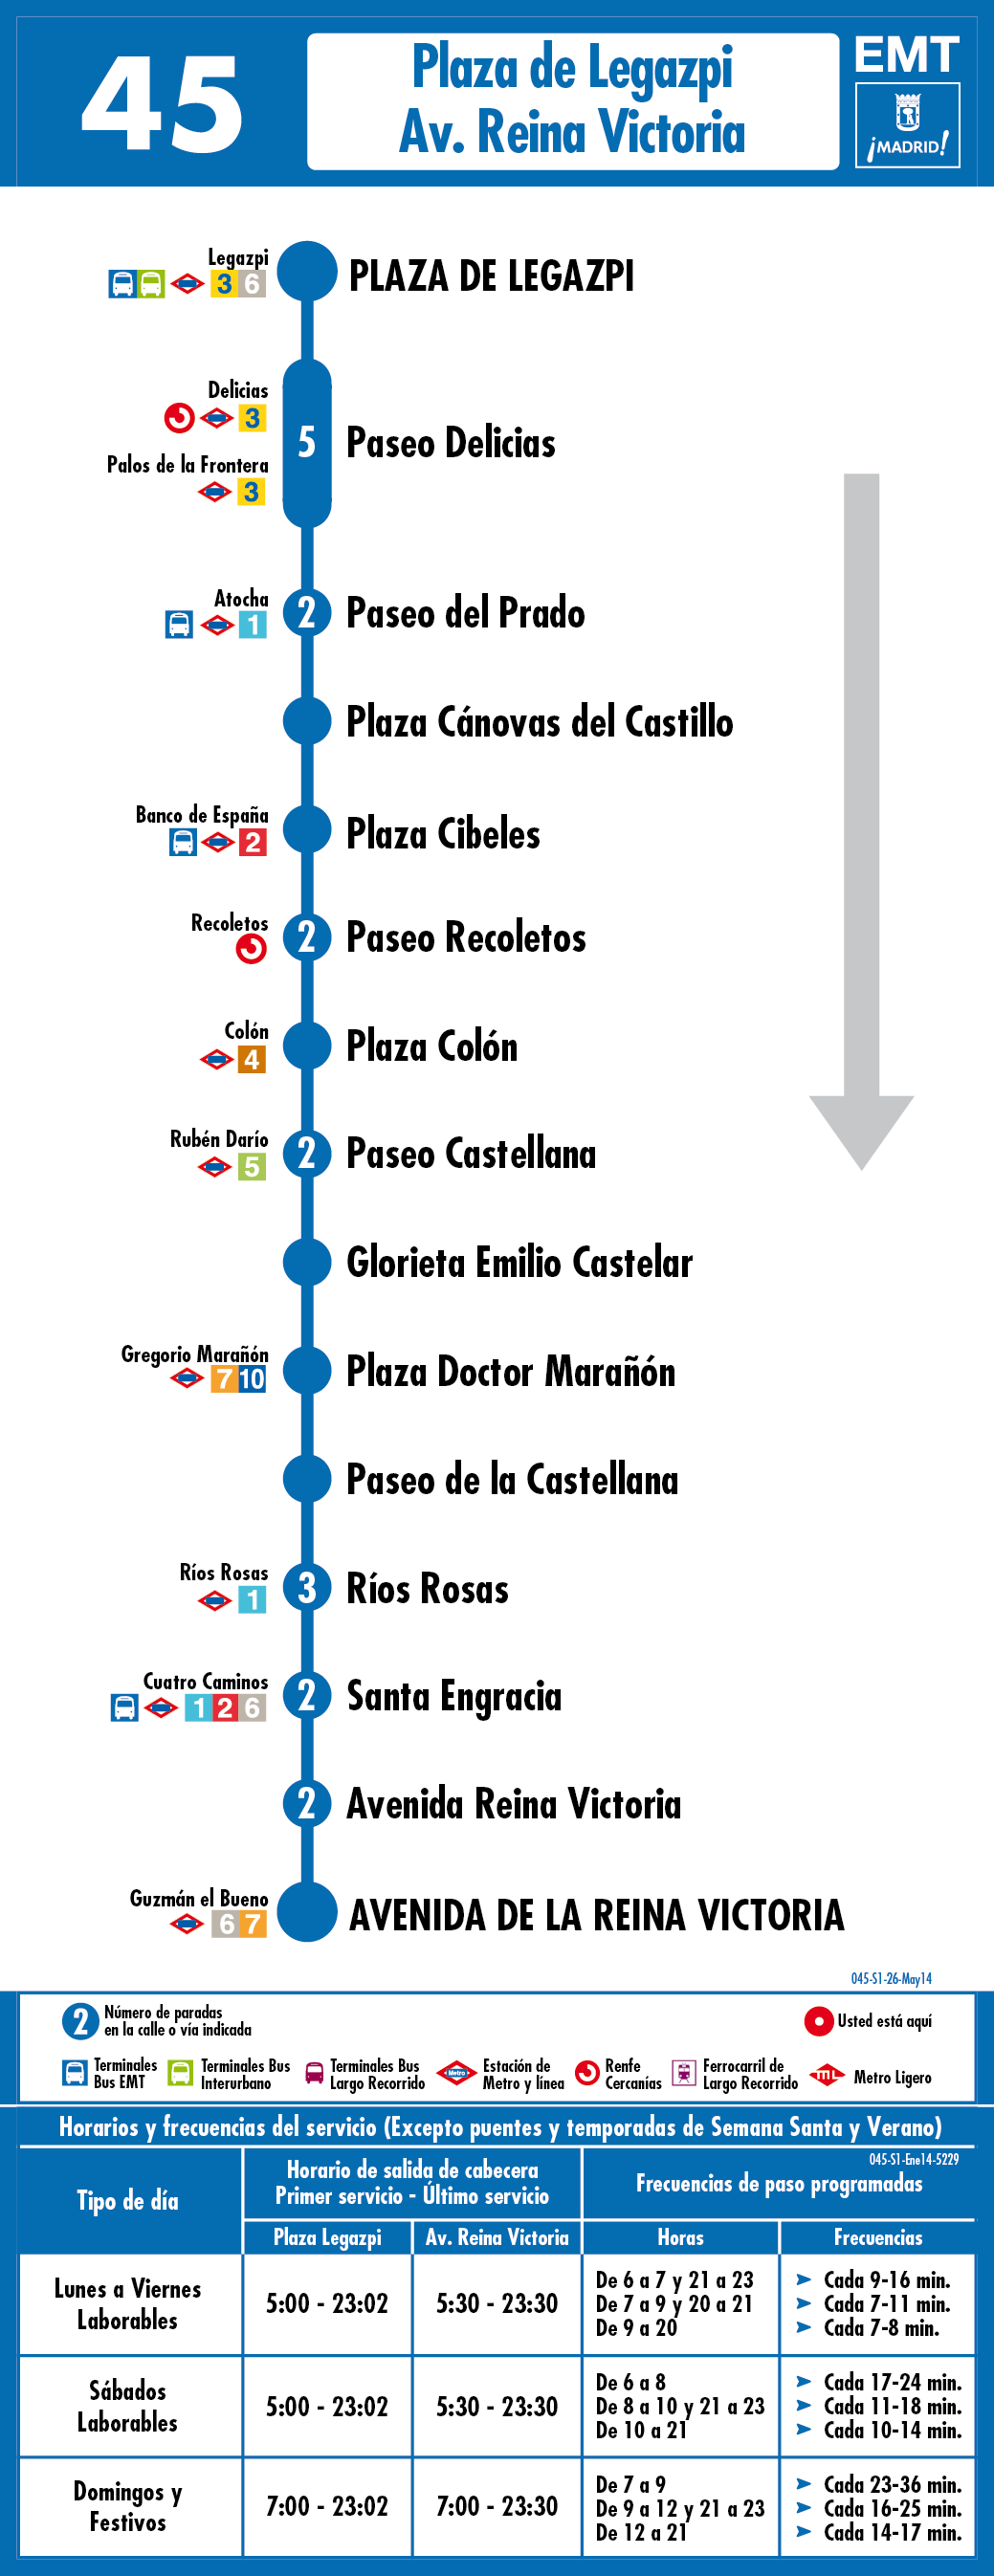 45
Plaza de Legazpi
Av. Reina Victoria
EMT
¡MADRID!
Legazpi
3 6
PLAZA DE LEGAZPI
Delicias
3
5
Paseo Delicias
Palos de la Frontera
3
Atocha
1
2
Paseo del Prado
Plaza Cánovas del Castillo
Banco de España
2
Plaza Cibeles
Recoletos
2
Paseo Recoletos
Colón
4
Plaza Colón
Rubén Darío
5
2
Paseo Castellana
Glorieta Emilio Castelar
Gregorio Marañón
7 10
Plaza Doctor Marañón
Paseo de la Castellana
Ríos Rosas
1
3
Ríos Rosas
Cuatro Caminos
1 2 6
2
Santa Engracia
2
Avenida Reina Victoria
Guzmán el Bueno
6 7
AVENIDA DE LA REINA VICTORIA
045-S1-26-May14
2
Número de paradas
en la calle o vía indicada
Usted está aquí
Terminales
Bus EMT
Terminales Bus
Interurbano
Terminales Bus
Largo Recorrido
Metro
Estación de
Metro y línea
Renfe
Cercanías
Ferrocarril de
Largo Recorrido
ML
Metro Ligero
Horarios y frecuencias del servicio (Excepto puentes y temporadas de Semana Santa y Verano)
045-S1-Ene14-5229
Tipo de día
Horario de salida de cabecera
Primer servicio - Último servicio
Frecuencias de paso programadas
Plaza Legazpi
Av. Reina Victoria
Horas
Frecuencias
Lunes a Viernes
Laborables
5:00 - 23:02
5:30 - 23:30
De 6 a 7 y 21 a 23 ➤ Cada 9-16 min.
De 7 a 9 y 20 a 21 ➤ Cada 7-11 min.
De 9 a 20 ➤ Cada 7-8 min.
Sábados
Laborables
5:00 - 23:02
5:30 - 23:30
De 6 a 8 ➤ Cada 17-24 min.
De 8 a 10 y 21 a 23 ➤ Cada 11-18 min.
De 10 a 21 ➤ Cada 10-14 min.
Domingos y
Festivos
7:00 - 23:02
7:00 - 23:30
De 7 a 9 ➤ Cada 23-36 min.
De 9 a 12 y 21 a 23 ➤ Cada 16-25 min.
De 12 a 21 ➤ Cada 14-17 min.